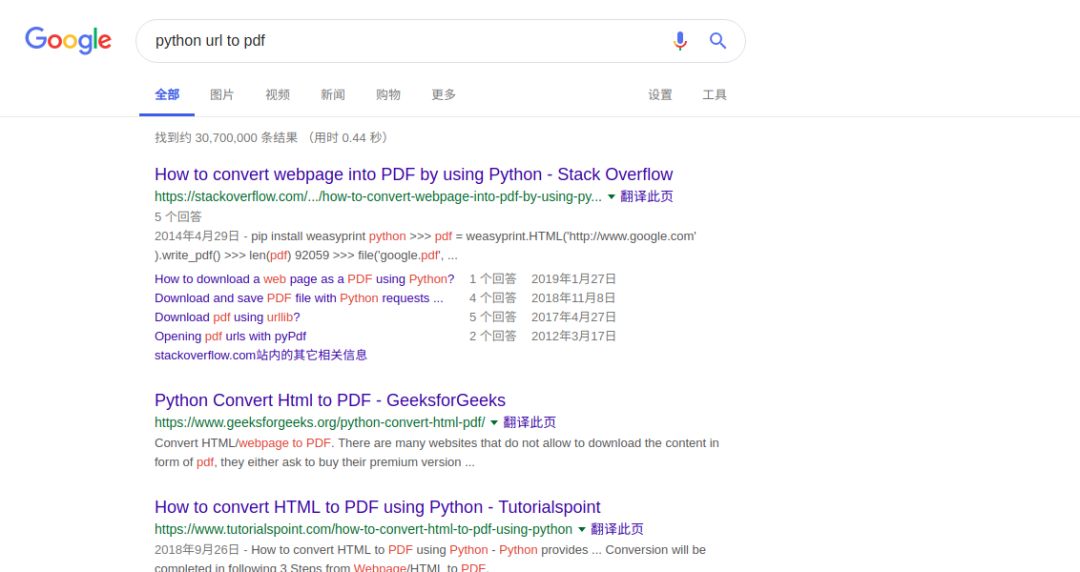 Google
python url to pdf
全部 图片 视频 新闻 购物 更多 设置 工具
找到约 30,700,000 条结果 （用时 0.44 秒）
How to convert webpage into PDF by using Python - Stack Overflow
https://stackoverflow.com/.../how-to-convert-webpage-into-pdf-by-using-py... 翻译此页
5 个回答
2014年4月29日 - pip install weasyprint python >>> pdf = weasyprint.HTML('http://www.google.com'
).write_pdf() >>> len(pdf) 92059 >>> file('google.pdf', ...
How to download a web page as a PDF using Python? 1 个回答 2019年1月27日
Download and save PDF file with Python requests ... 4 个回答 2018年11月8日
Download pdf using urllib? 5 个回答 2017年4月27日
Opening pdf urls with pyPdf 2 个回答 2012年3月17日
stackoverflow.com站内的其它相关信息
Python Convert Html to PDF - GeeksforGeeks
https://www.geeksforgeeks.org/python-convert-html-pdf/ 翻译此页
Convert HTML/webpage to PDF. There are many websites that do not allow to download the content in
form of pdf, they either ask to buy their premium version ...
How to convert HTML to PDF using Python - Tutorialspoint
https://www.tutorialspoint.com/how-to-convert-html-to-pdf-using-python 翻译此页
2018年9月26日 - How to convert HTML to PDF using Python - Python provides ... Conversion will be
completed in following 3 Steps from Webpage/HTML to PDF.